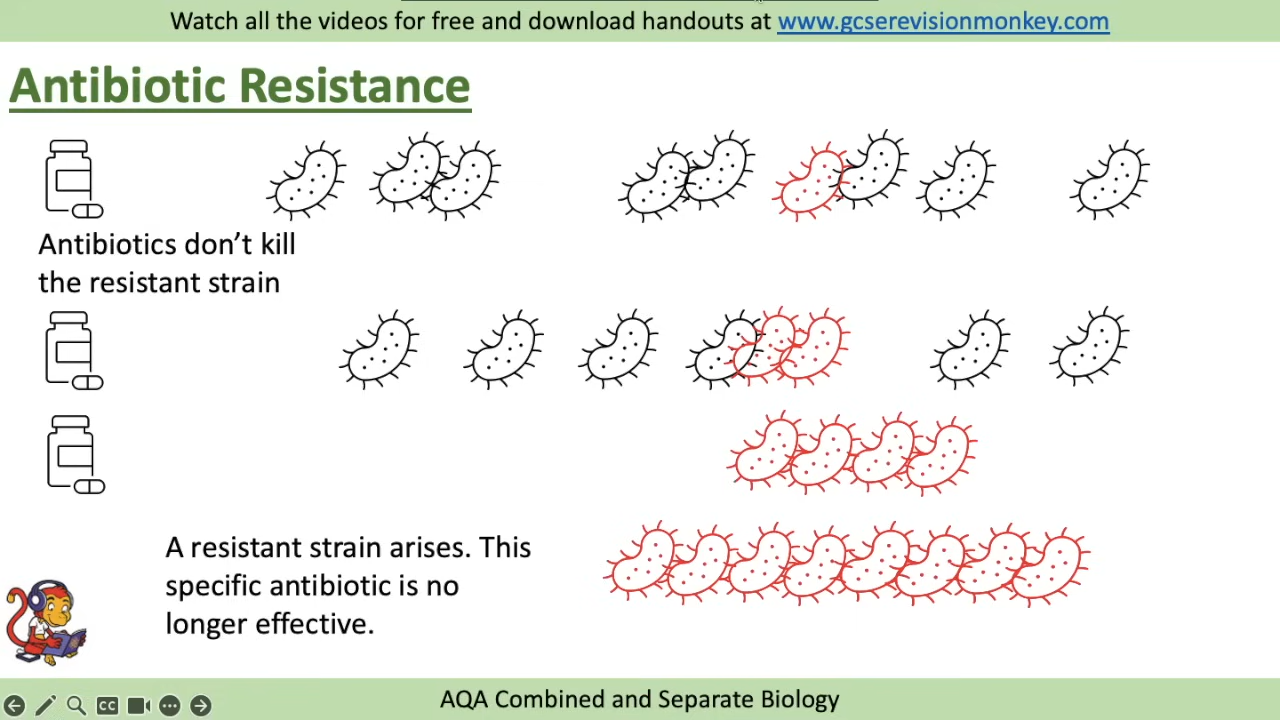 Watch all the videos for free and download handouts at www.gcserevisionmonkey.com
Antibiotic Resistance
Antibiotics don’t kill
the resistant strain
A resistant strain arises. This
specific antibiotic is no
longer effective.
CC
AQA Combined and Separate Biology